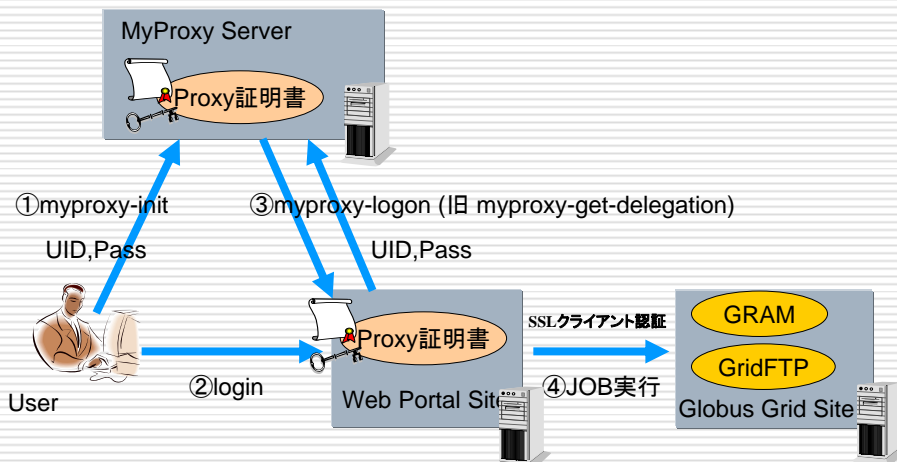 MyProxy Server
Proxy証明書
①myproxy-init
③myproxy-logon (旧 myproxy-get-delegation)
UID,Pass
UID,Pass
SSLクライアント認証
GRAM
Proxy証明書
GridFTP
②login
④JOB実行
User
Web Portal Site
Globus Grid Site